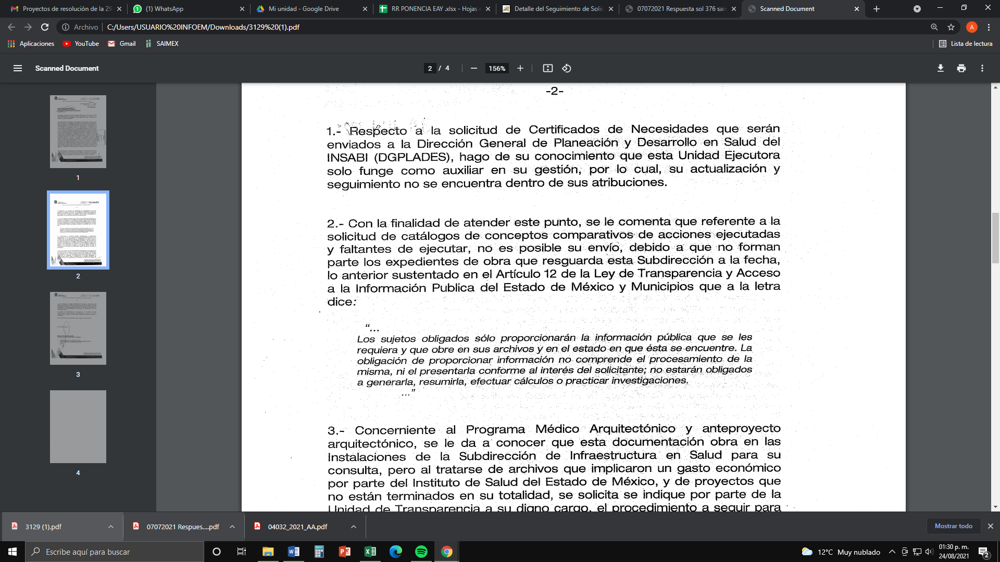 Proyectos de resolución de la 29
(1) WhatsApp
Mi unidad - Google Drive
RR PONENCIA EAY .xlsx - Hojas
Detalle del Seguimiento de Solic
07072021 Respuesta sol 376 sai
Scanned Document
Archivo
C:/Users/USUARIO%20INFOEM/Downloads/3129%20(1).pdf
A
Aplicaciones
YouTube
Gmail
SAIMEX
Lista de lectura
Scanned Document
2 / 4
156%
1
2
3
4
-2-
1.- Respecto a la solicitud de Certificados de Necesidades que serán
enviados a la Dirección General de Planeación y Desarrollo en Salud del
INSABI (DGPLADES), hago de su conocimiento que esta Unidad Ejecutora
solo funge como auxiliar en su gestión, por lo cual, su actualización y
seguimiento no se encuentra dentro de sus atribuciones.
2.- Con la finalidad de atender este punto, se le comenta que referente a la
solicitud de catálogos de conceptos comparativos de acciones ejecutadas
y faltantes de ejecutar, no es posible su envío, debido a que no forman
parte los expedientes de obra que resguarda esta Subdirección a la fecha,
lo anterior sustentado en el Artículo 12 de la Ley de Transparencia y Acceso
a la Información Publica del Estado de México y Municipios que a la letra
dice:
“...
Los sujetos obligados sólo proporcionarán la información pública que se les
requiera y que obre en sus archivos y en el estado en que ésta se encuentre. La
obligación de proporcionar información no comprende el procesamiento de la
misma, ni el presentarla conforme al interés del solicitante; no estarán obligados
a generarla, resumirla, efectuar cálculos o practicar investigaciones.
...”
3.- Concerniente al Programa Médico Arquitectónico y anteproyecto
arquitectónico, se le da a conocer que esta documentación obra en las
Instalaciones de la Subdirección de Infraestructura en Salud para su
consulta, pero al tratarse de archivos que implicaron un gasto económico
por parte del Instituto de Salud del Estado de México, y de proyectos que
no están terminados en su totalidad, se solicita se indique por parte de la
Unidad de Transparencia a su digno cargo, el procedimiento a seguir para
3129 (1).pdf
07072021 Respues....pdf
04032_2021_AA.pdf
Mostrar todo
Escribe aquí para buscar
12°C Muy nublado
01:30 p. m.
24/08/2021
2